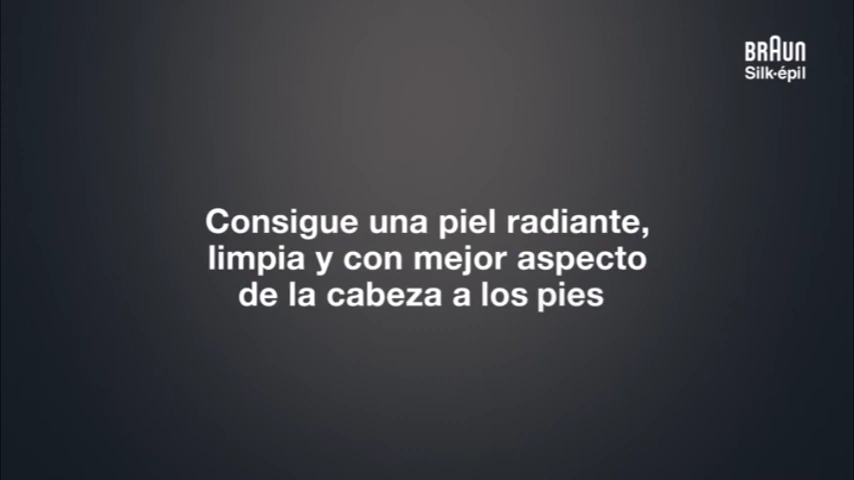 BRAUN
Silk·épil
Consigue una piel radiante,
limpia y con mejor aspecto
de la cabeza a los pies